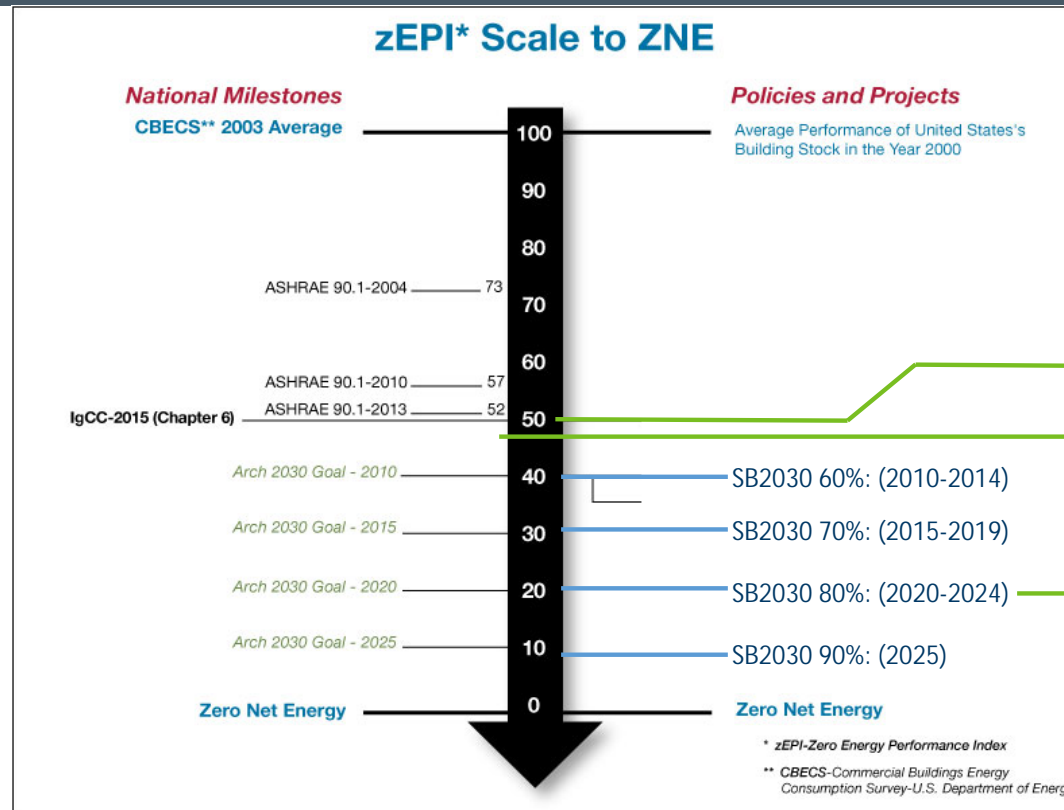 zEPI* Scale to ZNE
National Milestones
Policies and Projects
CBECS** 2003 Average
100
Average Performance of United States's
Building Stock in the Year 2000
90
80
ASHRAE 90.1-2004
73
70
60
ASHRAE 90.1-2010
57
ASHRAE 90.1-2013
52
IgCC-2015 (Chapter 6)
50
Arch 2030 Goal - 2010
40
SB2030 60%: (2010-2014)
Arch 2030 Goal - 2015
30
SB2030 70%: (2015-2019)
Arch 2030 Goal - 2020
20
SB2030 80%: (2020-2024)
Arch 2030 Goal - 2025
10
SB2030 90%: (2025)
Zero Net Energy
0
Zero Net Energy
* zEPI-Zero Energy Performance Index
** CBECS-Commercial Buildings Energy
Consumption Survey-U.S. Department of Energ